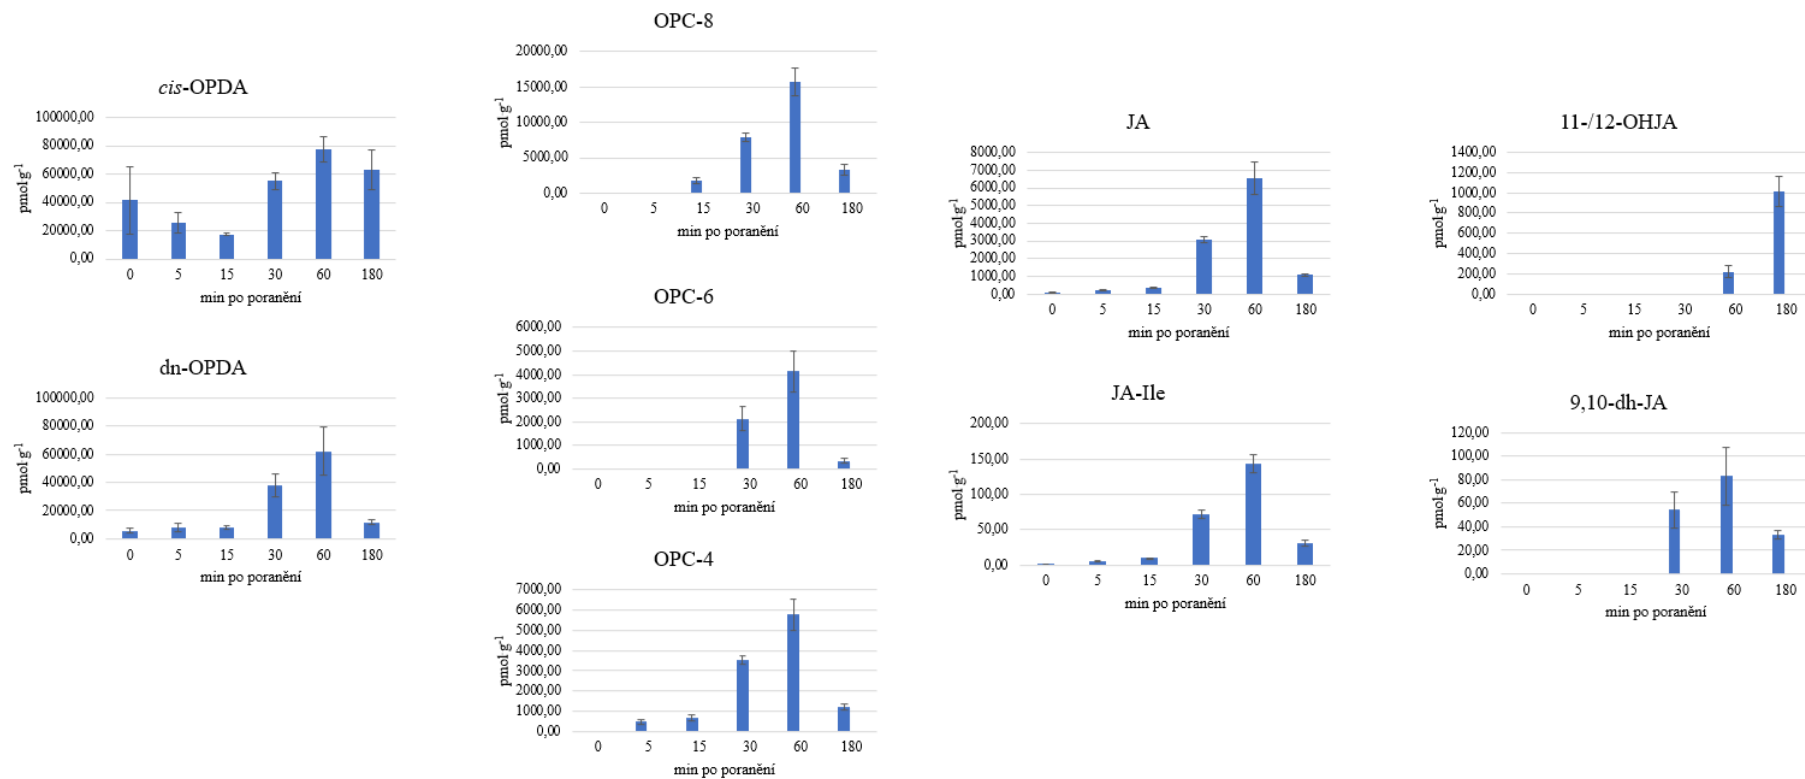 cis-OPDA
pmol·g⁻¹
100000,00
80000,00
60000,00
40000,00
20000,00
0,00
0 5 15 30 60 180
min po poranění
dn-OPDA
pmol·g⁻¹
100000,00
80000,00
60000,00
40000,00
20000,00
0,00
0 5 15 30 60 180
min po poranění
OPC-8
pmol·g⁻¹
20000,00
15000,00
10000,00
5000,00
0,00
0 5 15 30 60 180
min po poranění
OPC-6
pmol·g⁻¹
6000,00
5000,00
4000,00
3000,00
2000,00
1000,00
0,00
0 5 15 30 60 180
min po poranění
OPC-4
pmol·g⁻¹
7000,00
6000,00
5000,00
4000,00
3000,00
2000,00
1000,00
0,00
0 5 15 30 60 180
min po poranění
JA
pmol·g⁻¹
8000,00
7000,00
6000,00
5000,00
4000,00
3000,00
2000,00
1000,00
0,00
0 5 15 30 60 180
min po poranění
JA-Ile
pmol·g⁻¹
200,00
150,00
100,00
50,00
0,00
0 5 15 30 60 180
min po poranění
11-/12-OHJA
pmol·g⁻¹
1400,00
1200,00
1000,00
800,00
600,00
400,00
200,00
0,00
0 5 15 30 60 180
min po poranění
9,10-dh-JA
pmol·g⁻¹
120,00
100,00
80,00
60,00
40,00
20,00
0,00
0 5 15 30 60 180
min po poranění